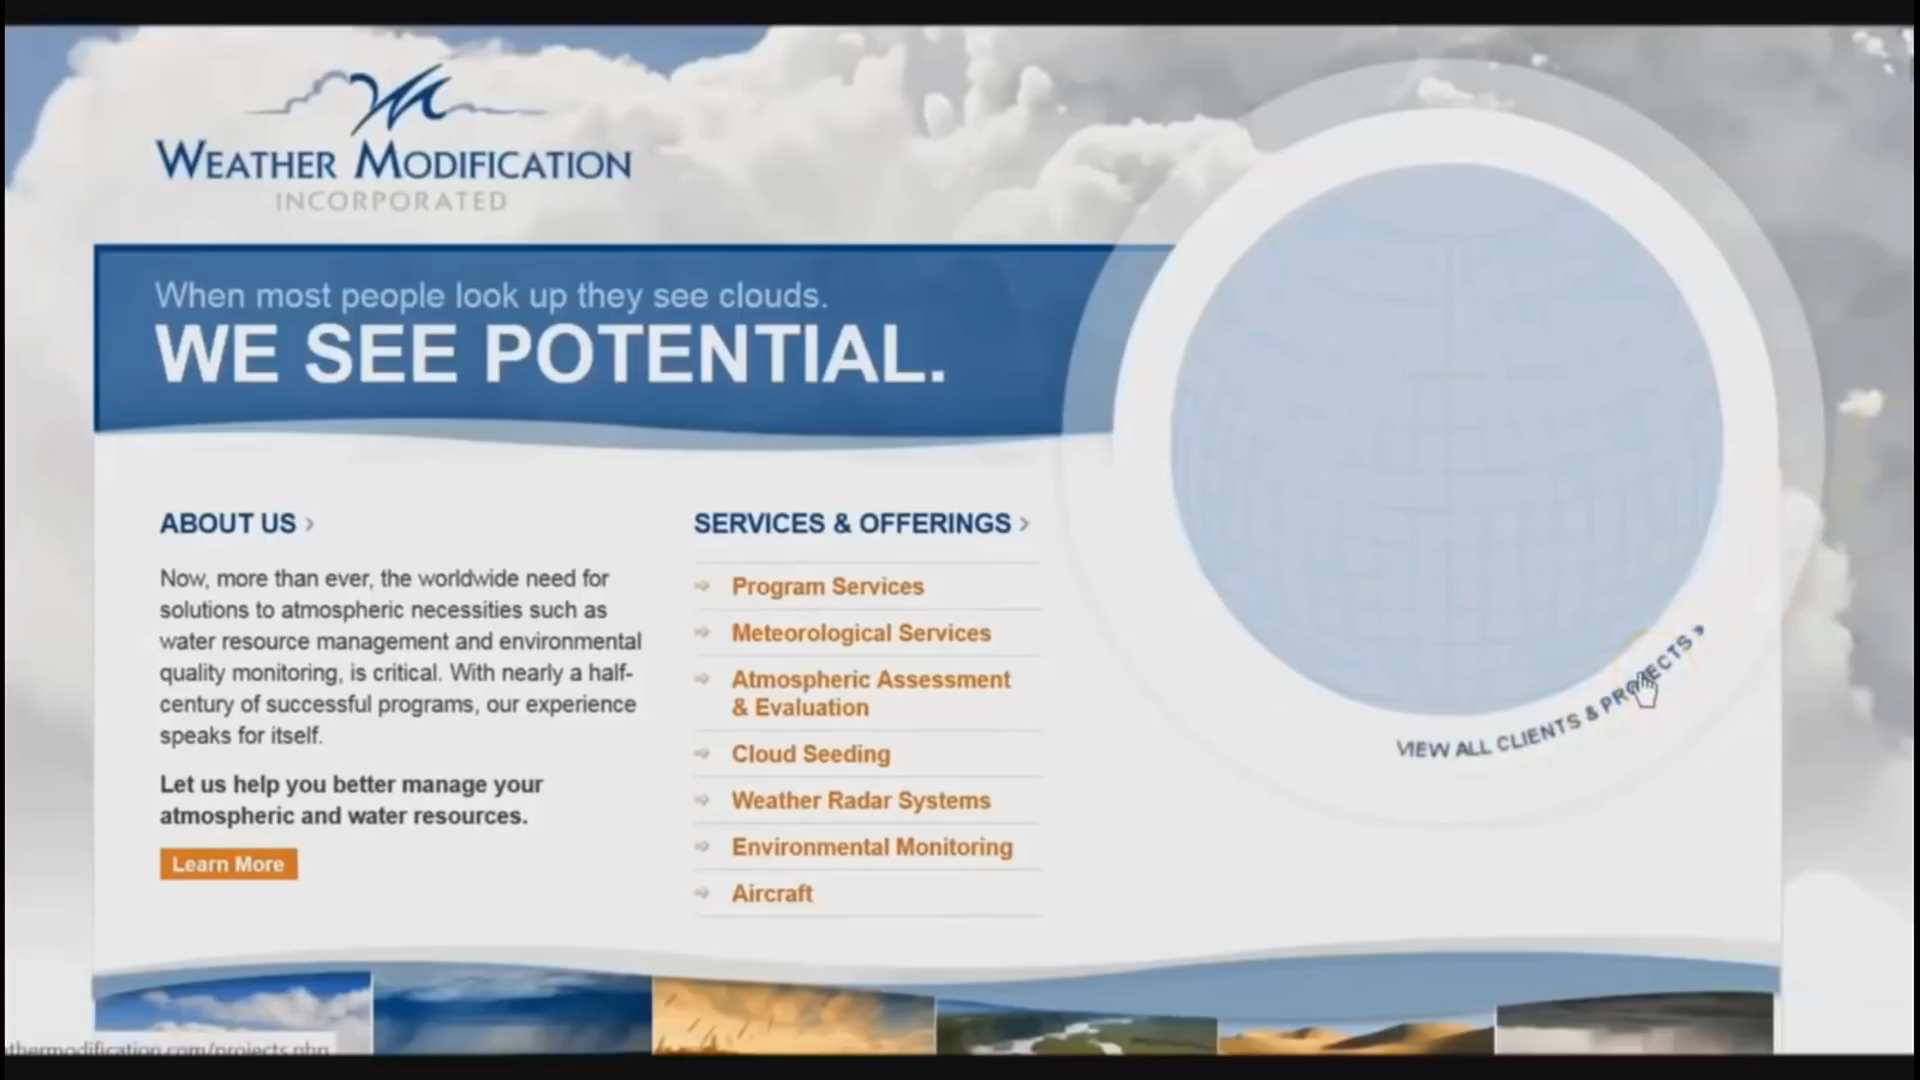 WEATHER MODIFICATION
INCORPORATED
When most people look up they see clouds.
WE SEE POTENTIAL.
ABOUT US ›
Now, more than ever, the worldwide need for
solutions to atmospheric necessities such as
water resource management and environmental
quality monitoring, is critical. With nearly a half-
century of successful programs, our experience
speaks for itself.
Let us help you better manage your
atmospheric and water resources.
Learn More
SERVICES & OFFERINGS ›
Program Services
Meteorological Services
Atmospheric Assessment
& Evaluation
Cloud Seeding
Weather Radar Systems
Environmental Monitoring
Aircraft
VIEW ALL CLIENTS & PROJECTS ›
thermodification.com/projects.php